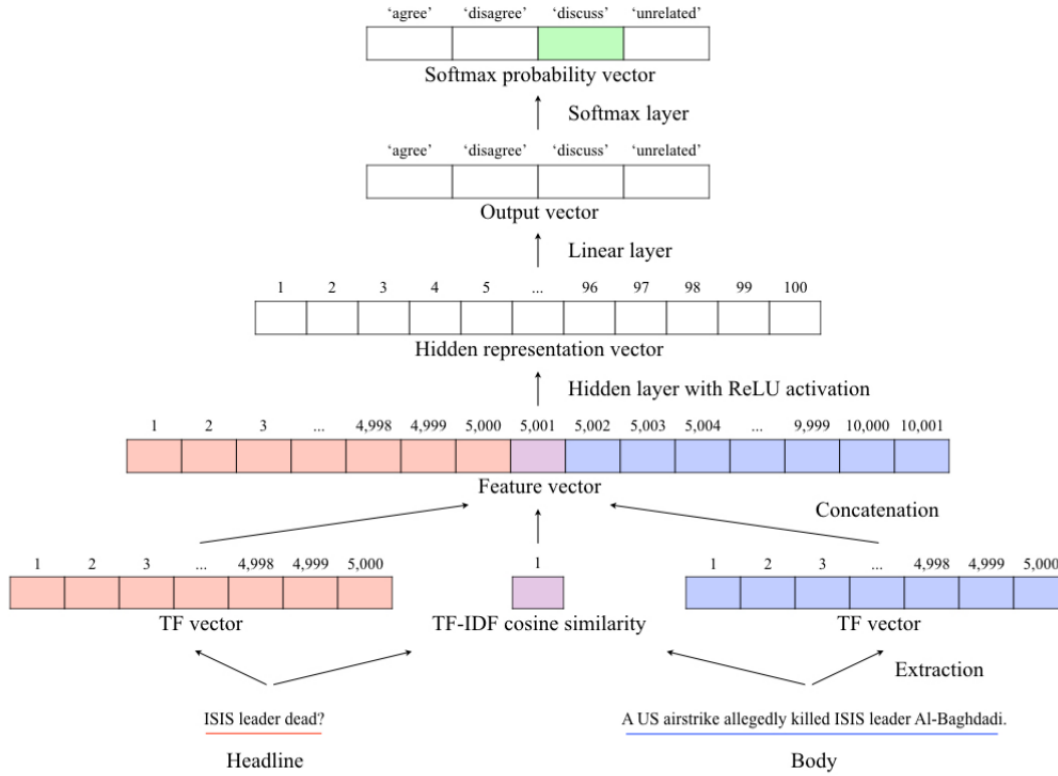 ‘agree’ ‘disagree’ ‘discuss’ ‘unrelated’
Softmax probability vector
Softmax layer
‘agree’ ‘disagree’ ‘discuss’ ‘unrelated’
Output vector
Linear layer
1 2 3 4 5 ... 96 97 98 99 100
Hidden representation vector
Hidden layer with ReLU activation
1 2 3 ... 4,998 4,999 5,000 5,001 5,002 5,003 5,004 ... 9,999 10,000 10,001
Feature vector
Concatenation
1 2 3 ... 4,998 4,999 5,000 1 1 2 3 ... 4,998 4,999 5,000
TF vector TF-IDF cosine similarity TF vector
Extraction
ISIS leader dead? A US airstrike allegedly killed ISIS leader Al-Baghdadi.
Headline Body